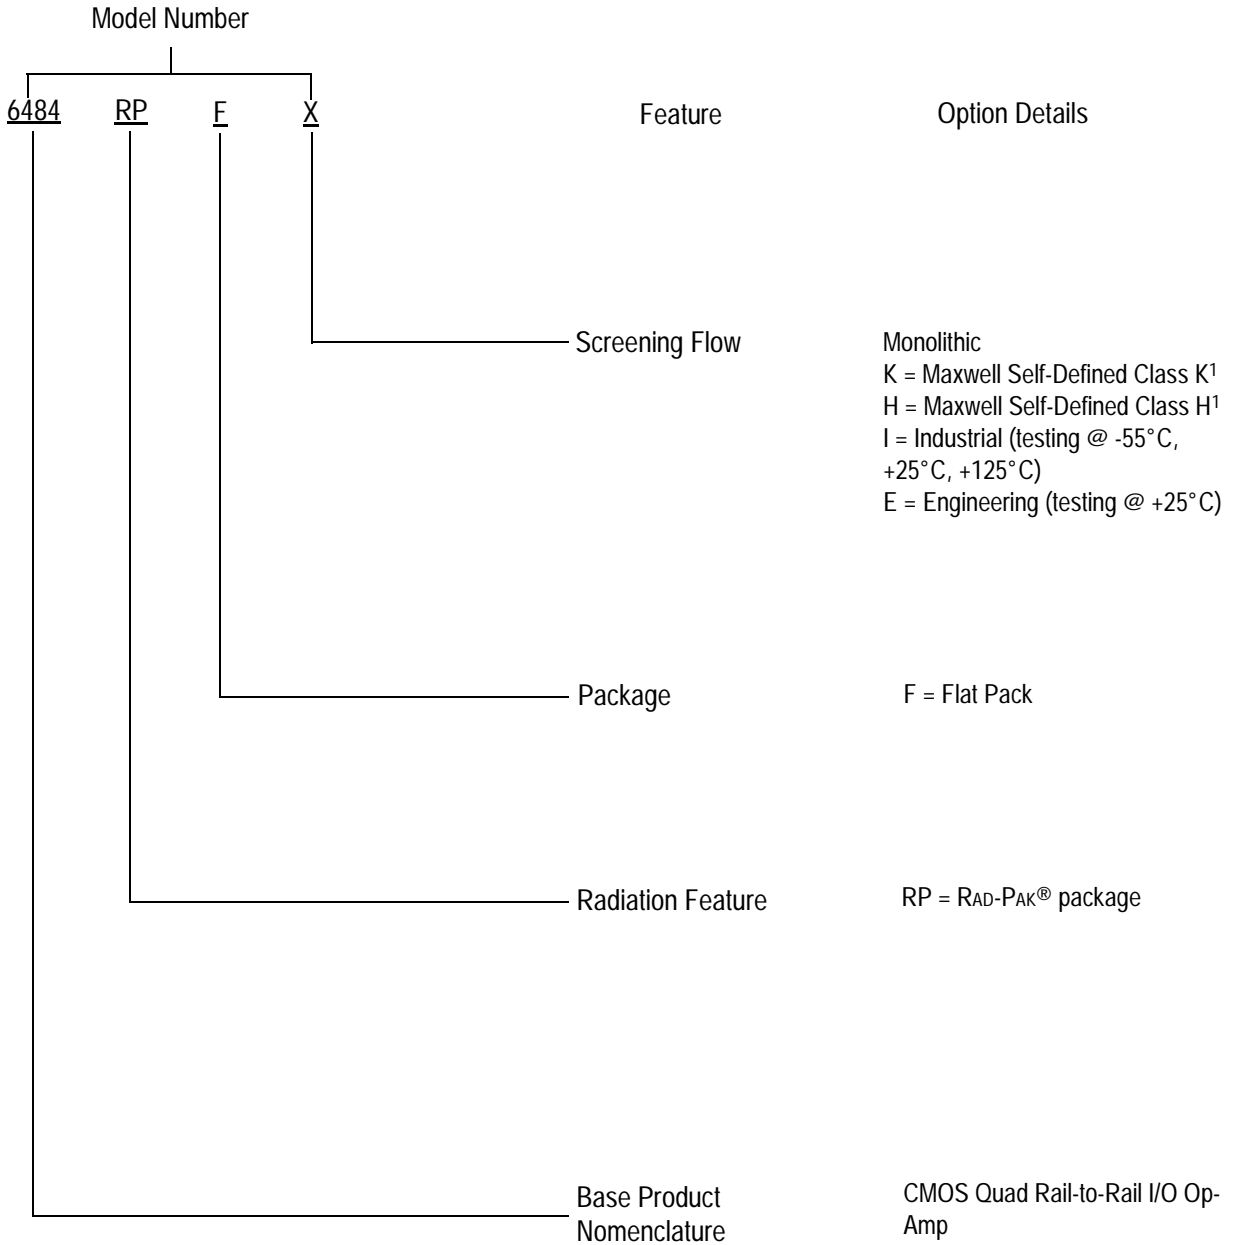 Model Number
6484 RP F X
Feature Option Details
Screening Flow
Monolithic
K = Maxwell Self-Defined Class K¹
H = Maxwell Self-Defined Class H¹
I = Industrial (testing @ -55°C,
+25°C, +125°C)
E = Engineering (testing @ +25°C)
Package F = Flat Pack
Radiation Feature RP = RAD-PAK® package
Base Product
Nomenclature
CMOS Quad Rail-to-Rail I/O Op-
Amp